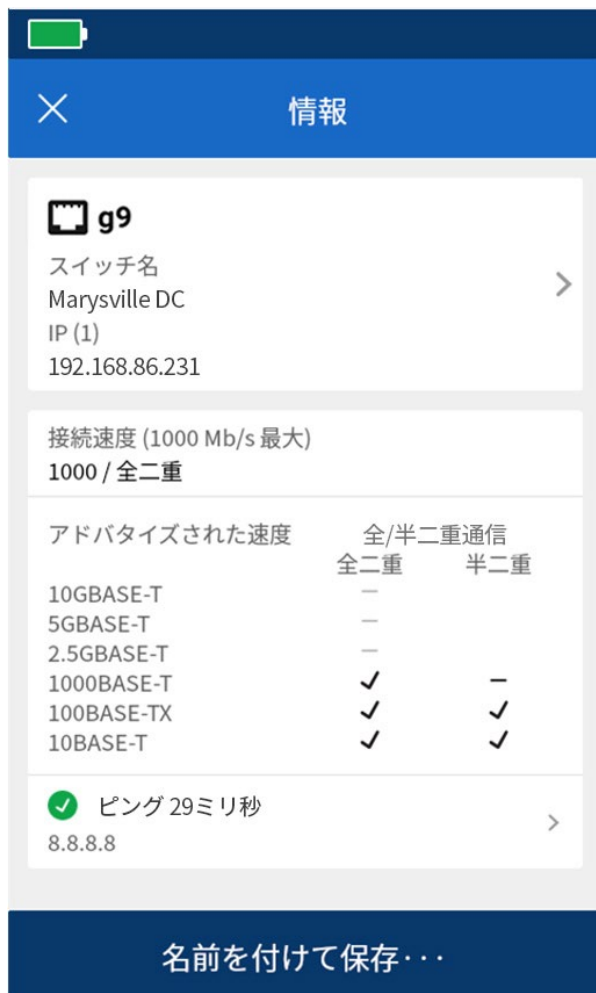 情報
g9
スイッチ名
Marysville DC
IP (1)
192.168.86.231
接続速度 (1000 Mb/s 最大)
1000 / 全二重
アドバタイズされた速度 全/半二重通信
全二重 半二重
10GBASE-T –
5GBASE-T –
2.5GBASE-T –
1000BASE-T ✓ –
100BASE-TX ✓ ✓
10BASE-T ✓ ✓
ピング 29ミリ秒
8.8.8.8
名前を付けて保存･･･